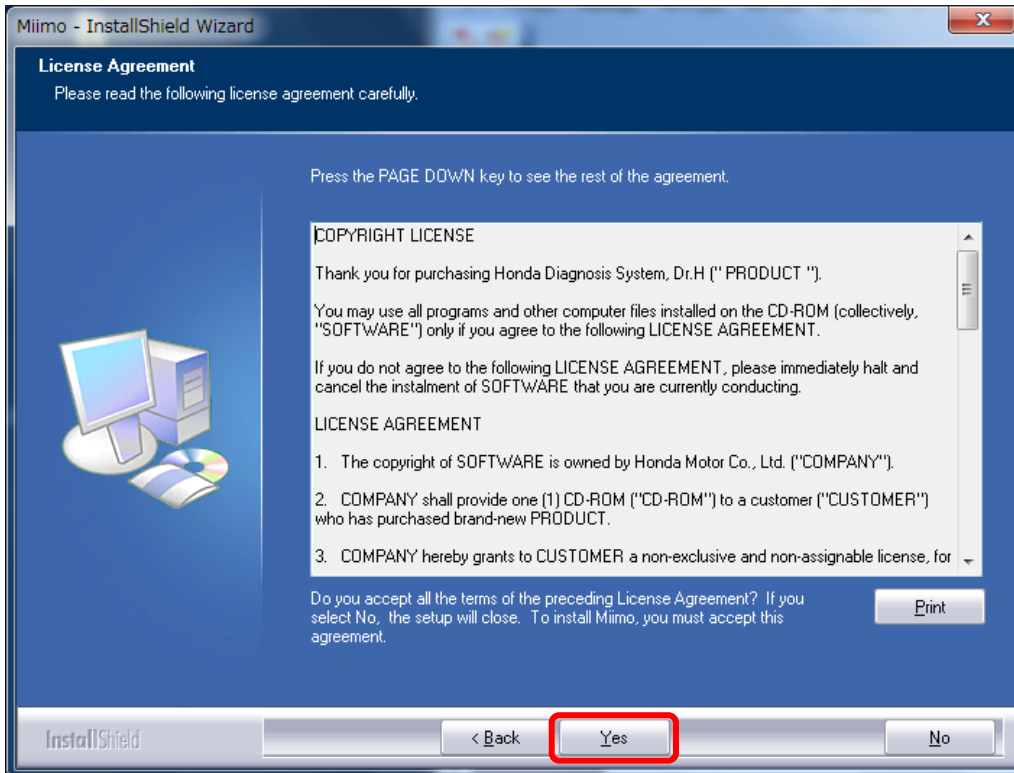 Miimo - InstallShield Wizard
License Agreement
Please read the following license agreement carefully.
Press the PAGE DOWN key to see the rest of the agreement.
COPYRIGHT LICENSE
Thank you for purchasing Honda Diagnosis System, Dr.H (" PRODUCT ").
You may use all programs and other computer files installed on the CD-ROM (collectively,
"SOFTWARE") only if you agree to the following LICENSE AGREEMENT.
If you do not agree to the following LICENSE AGREEMENT, please immediately halt and
cancel the instalment of SOFTWARE that you are currently conducting.
LICENSE AGREEMENT
1. The copyright of SOFTWARE is owned by Honda Motor Co., Ltd. ("COMPANY").
2. COMPANY shall provide one (1) CD-ROM ("CD-ROM") to a customer ("CUSTOMER")
who has purchased brand-new PRODUCT.
3. COMPANY hereby grants to CUSTOMER a non-exclusive and non-assignable license, for
Do you accept all the terms of the preceding License Agreement? If you
select No, the setup will close. To install Miimo, you must accept this
agreement.
Print
InstallShield
< Back
Yes
No